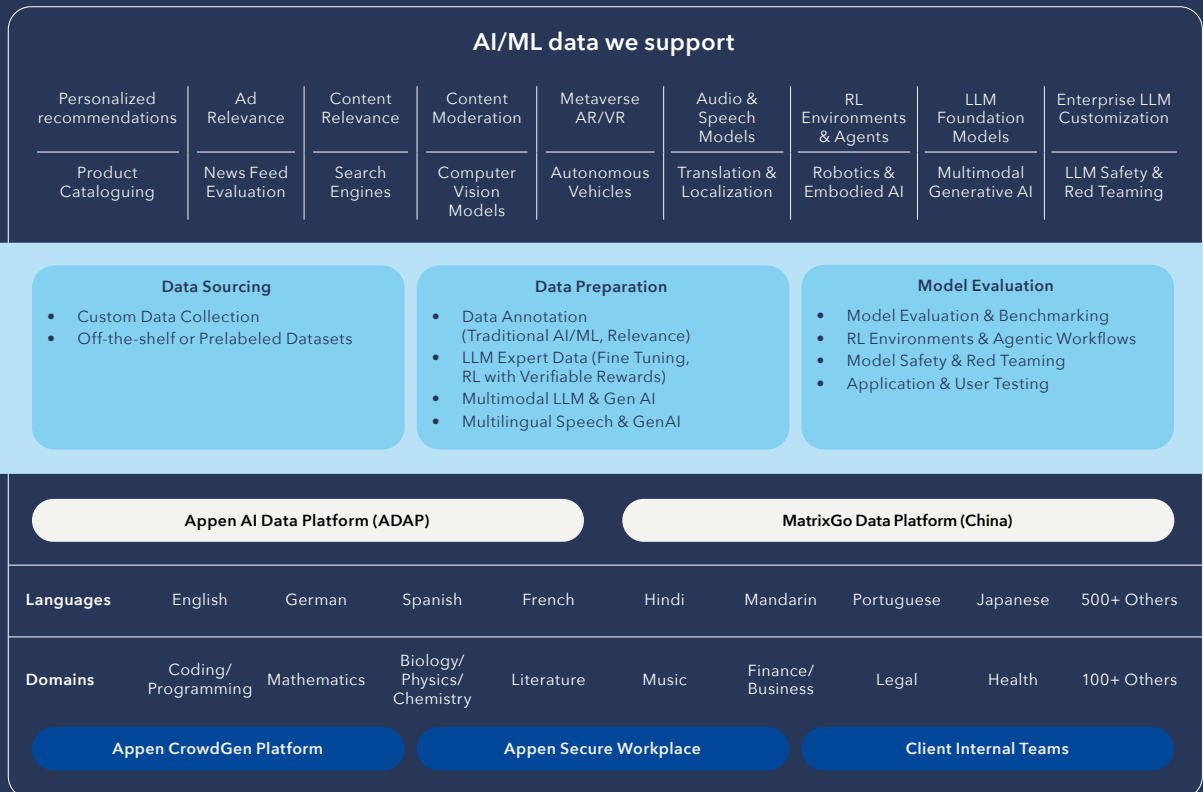 AI/ML data we support
Personalized
recommendations
Ad
Relevance
Content
Relevance
Content
Moderation
Metaverse
AR/VR
Audio &
Speech
Models
RL
Environments
& Agents
LLM
Foundation
Models
Enterprise LLM
Customization
Product
Cataloguing
News Feed
Evaluation
Search
Engines
Computer
Vision
Models
Autonomous
Vehicles
Translation &
Localization
Robotics &
Embodied AI
Multimodal
Generative AI
LLM Safety &
Red Teaming
Data Sourcing
• Custom Data Collection
• Off-the-shelf or Prelabeled Datasets
Data Preparation
• Data Annotation
(Traditional AI/ML, Relevance)
• LLM Expert Data (Fine Tuning,
RL with Verifiable Rewards)
• Multimodal LLM & Gen AI
• Multilingual Speech & GenAI
Model Evaluation
• Model Evaluation & Benchmarking
• RL Environments & Agentic Workflows
• Model Safety & Red Teaming
• Application & User Testing
Appen AI Data Platform (ADAP)
MatrixGo Data Platform (China)
Languages English German Spanish French Hindi Mandarin Portuguese Japanese 500+ Others
Domains
Coding/
Programming
Mathematics
Biology/
Physics/
Chemistry
Literature
Music
Finance/
Business
Legal
Health
100+ Others
Appen CrowdGen Platform
Appen Secure Workplace
Client Internal Teams